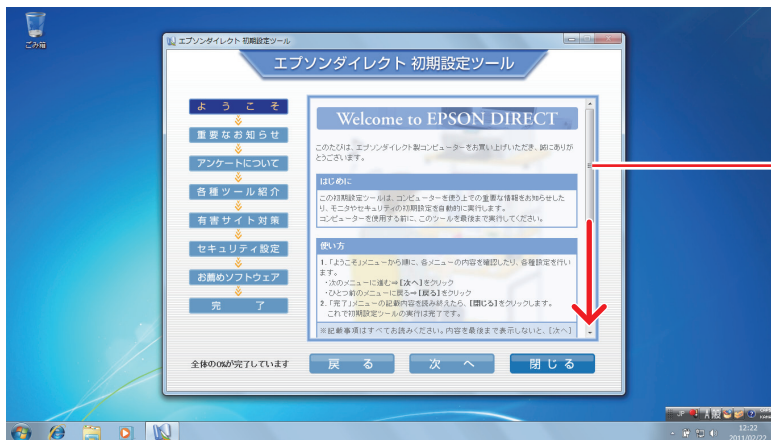 ごみ箱
エプソンダイレクト 初期設定ツール
エプソンダイレクト 初期設定ツール
ようこそ
重要なお知らせ
アンケートについて
各種ツール紹介
有害サイト対策
セキュリティ設定
お薦めソフトウェア
完 了
Welcome to EPSON DIRECT
このたびは、エプソンダイレクト製コンピューターをお買い上げいただき、誠にありが
とうございます。
はじめに
この初期設定ツールは、コンピューターを使う上での重要な情報をお知らせした
り、モニタやセキュリティの初期設定を自動的に実行します。
コンピューターを使用する前に、このツールを最後まで実行してください。
使い方
1.「ようこそ」メニューから順に、各メニューの内容を確認したり、各種設定を行い
ます。
・次のメニューに進む⇒【次へ】をクリック
・ひとつ前のメニューに戻る⇒【戻る】をクリック
2.「完了」メニューの記載内容を読み終えたら、【閉じる】をクリックします。
これで初期設定ツールの実行は完了です。
※記載事項はすべてお読みください。内容を最後まで表示しないと、[次へ]
全体の0%が完了しています
戻 る
次 へ
閉じる
JP
A 般
CAPS
KANA
12:22
2011/02/22